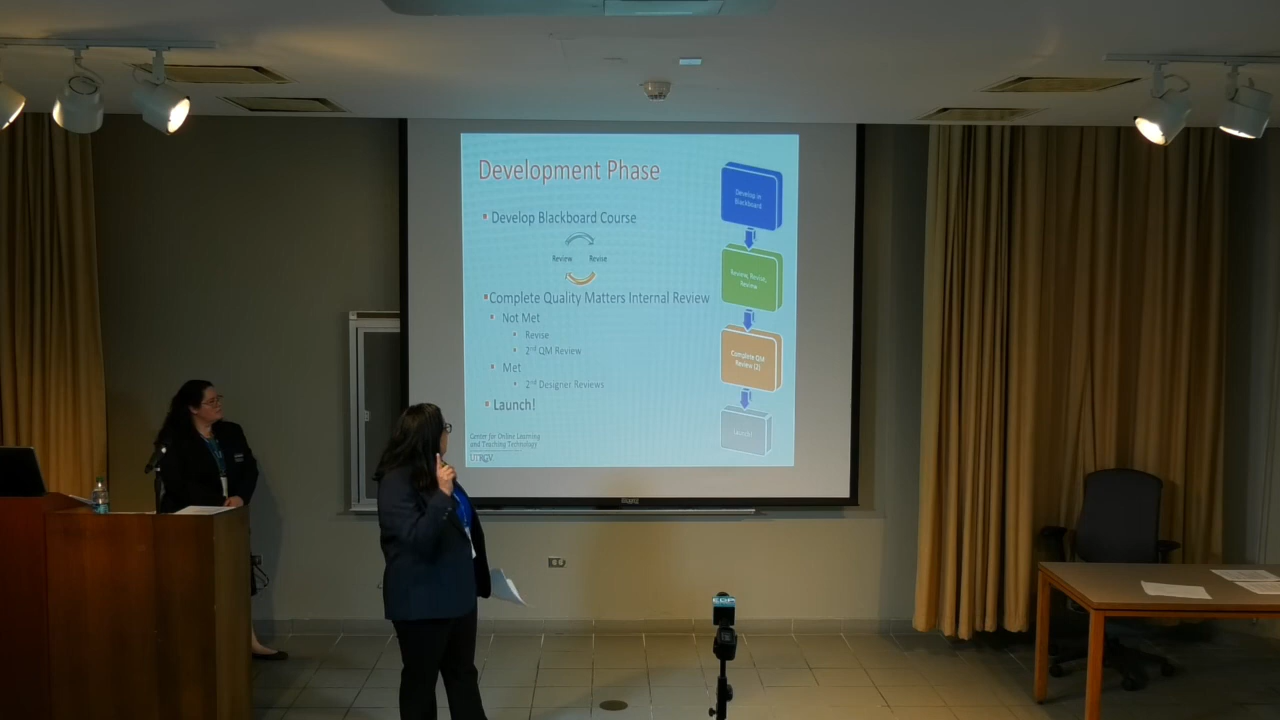 Development Phase
Develop Blackboard Course
Review Revise
Complete Quality Matters Internal Review
Not Met
Revise
2nd QM Review
Met
2nd Designer Reviews
Launch!
Center for Online Learning
and Teaching Technology
UTRGV
Develop in
Blackboard
Review, Revise,
Review
Complete QM
Review (2)
Launch!